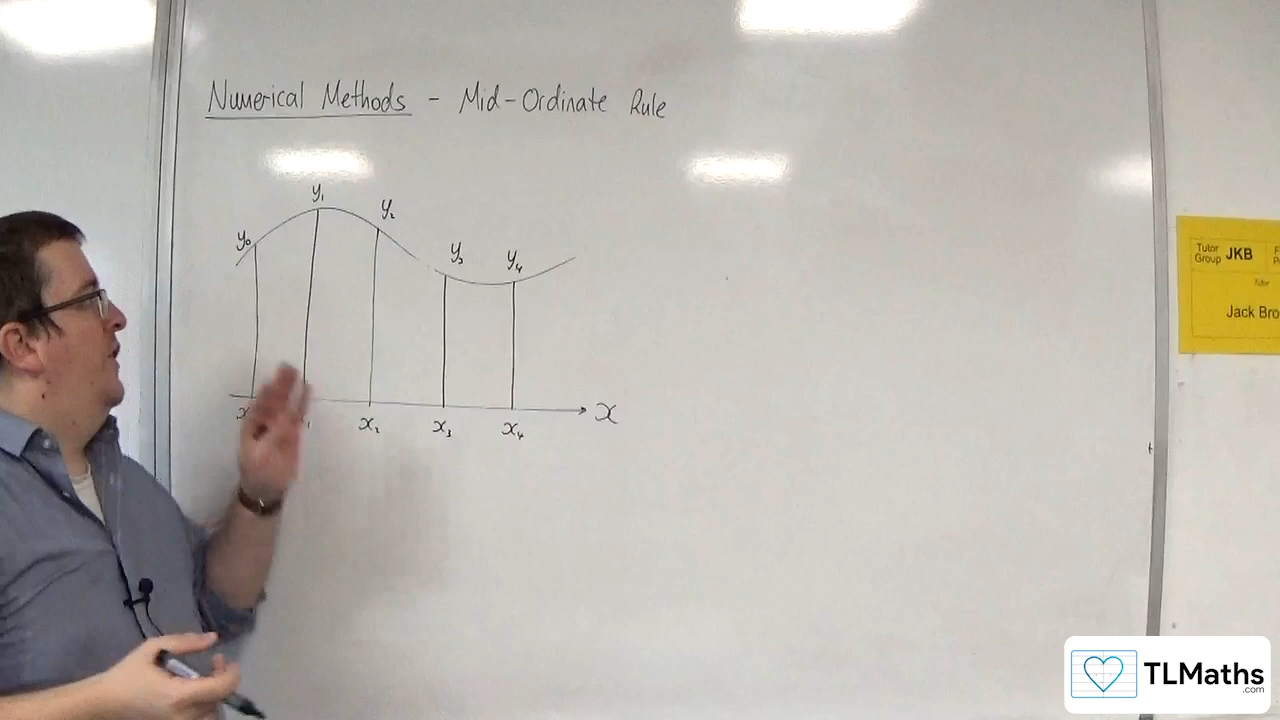 Numerical Methods - Mid-Ordinate Rule
y₁
y₂
y₀
y₃
y₄
x
x₂
x₃
x₄
x
Tutor
Group JKB
Tutor
Jack Bro
TLMaths
.com